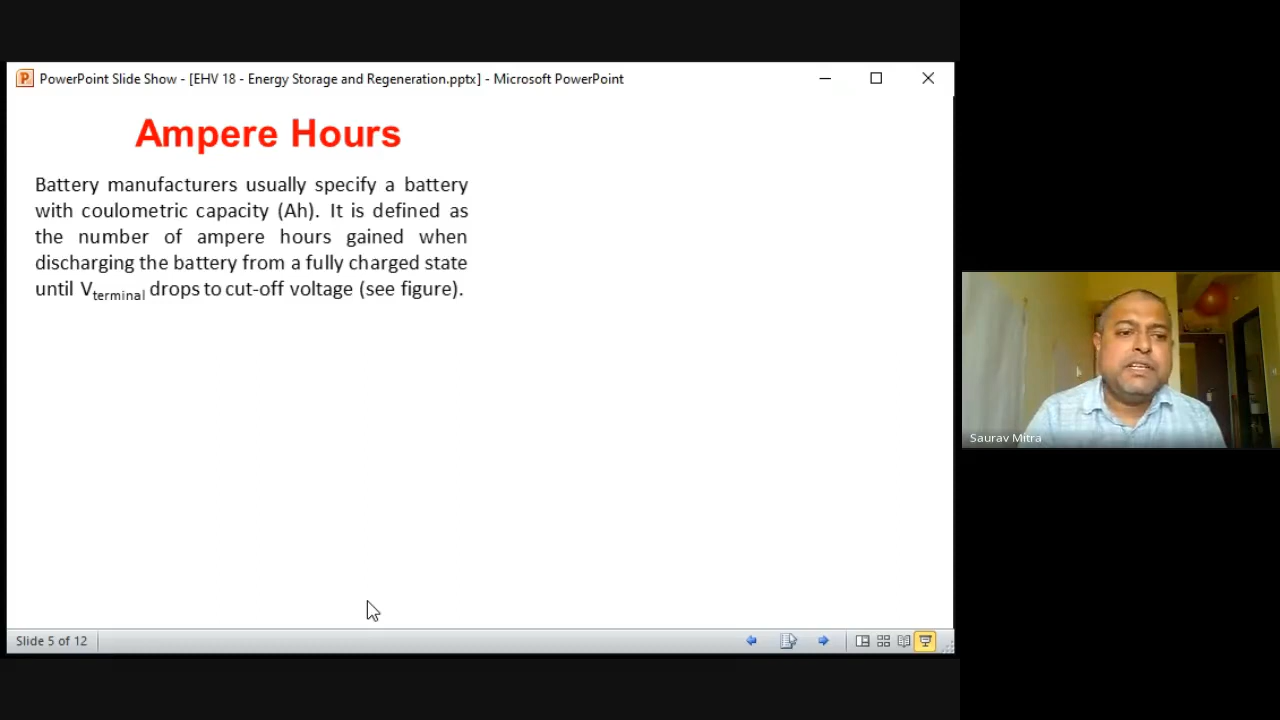 PowerPoint Slide Show - [EHV 18 - Energy Storage and Regeneration.pptx] - Microsoft PowerPoint
Ampere Hours
Battery manufacturers usually specify a battery
with coulometric capacity (Ah). It is defined as
the number of ampere hours gained when
discharging the battery from a fully charged state
until Vterminal drops to cut-off voltage (see figure).
Saurav Mitra
Slide 5 of 12